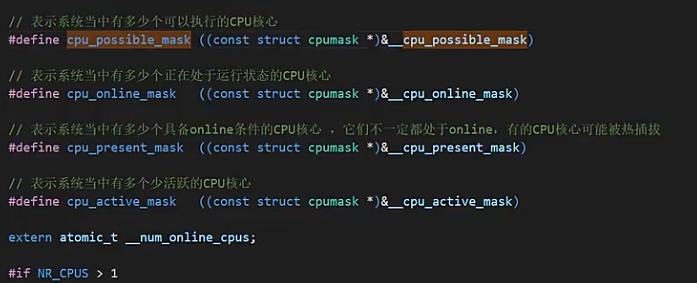 // 表示系统当中有多少个可以执行的CPU核心
#define cpu_possible_mask ((const struct cpumask *)&__cpu_possible_mask)
// 表示系统当中有多少个正在处于运行状态的CPU核心
#define cpu_online_mask   ((const struct cpumask *)&__cpu_online_mask)
// 表示系统当中有多少个具备online条件的CPU核心 ，它们不一定都处于online，有的CPU核心可能被热插拔
#define cpu_present_mask  ((const struct cpumask *)&__cpu_present_mask)
// 表示系统当中有多个少活跃的CPU核心
#define cpu_active_mask   ((const struct cpumask *)&__cpu_active_mask)
extern atomic_t __num_online_cpus;
#if NR_CPUS > 1